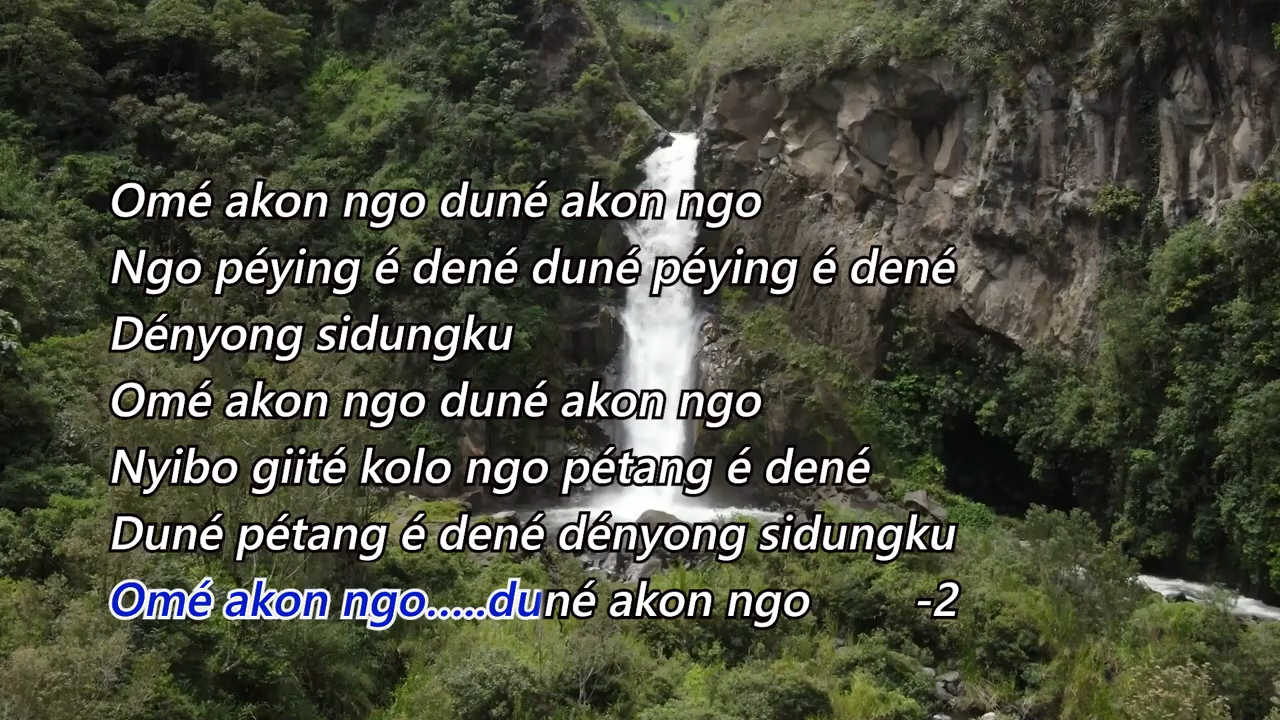 Omé akon ngo duné akon ngo
Ngo péying é dené duné péying é dené
Dényong sidungku
Omé akon ngo duné akon ngo
Nyibo giité kolo ngo pétang é dené
Duné pétang é dené dényong sidungku
Omé akon ngo.....duné akon ngo -2